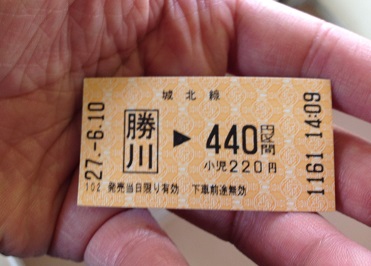 城北線
勝川 ▶ 440円区間
小児220円
102 発売当日限り有効 下車前途無効
27.-6.10
1161 14:09